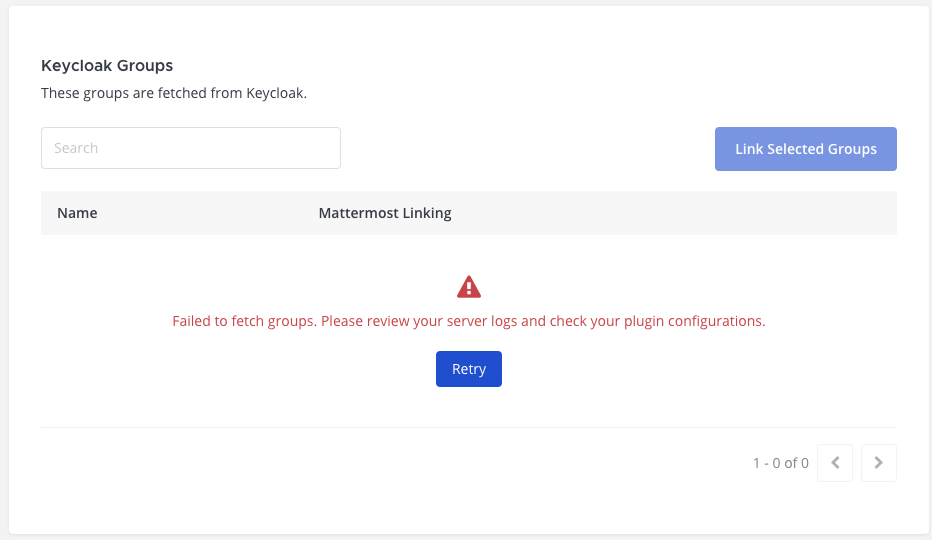 Keycloak Groups
These groups are fetched from Keycloak.
Search
Link Selected Groups
Name Mattermost Linking
Failed to fetch groups. Please review your server logs and check your plugin configurations.
Retry
1 - 0 of 0